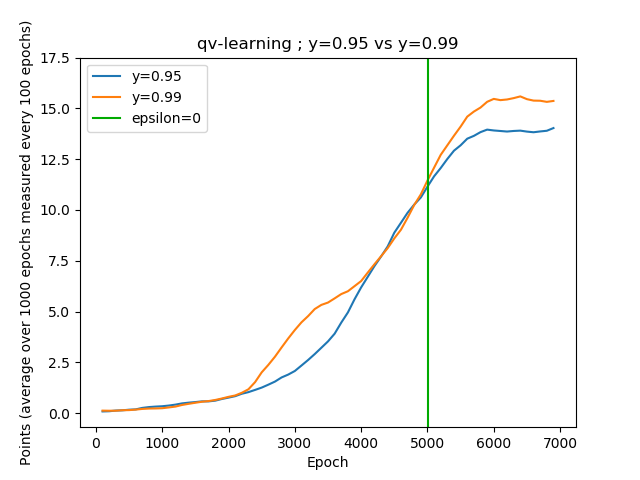 qv-learning ; y=0.95 vs y=0.99
Points (average over 1000 epochs measured every 100 epochs)
17.5
15.0
12.5
10.0
7.5
5.0
2.5
0.0
y=0.95
y=0.99
epsilon=0
0 1000 2000 3000 4000 5000 6000 7000
Epoch